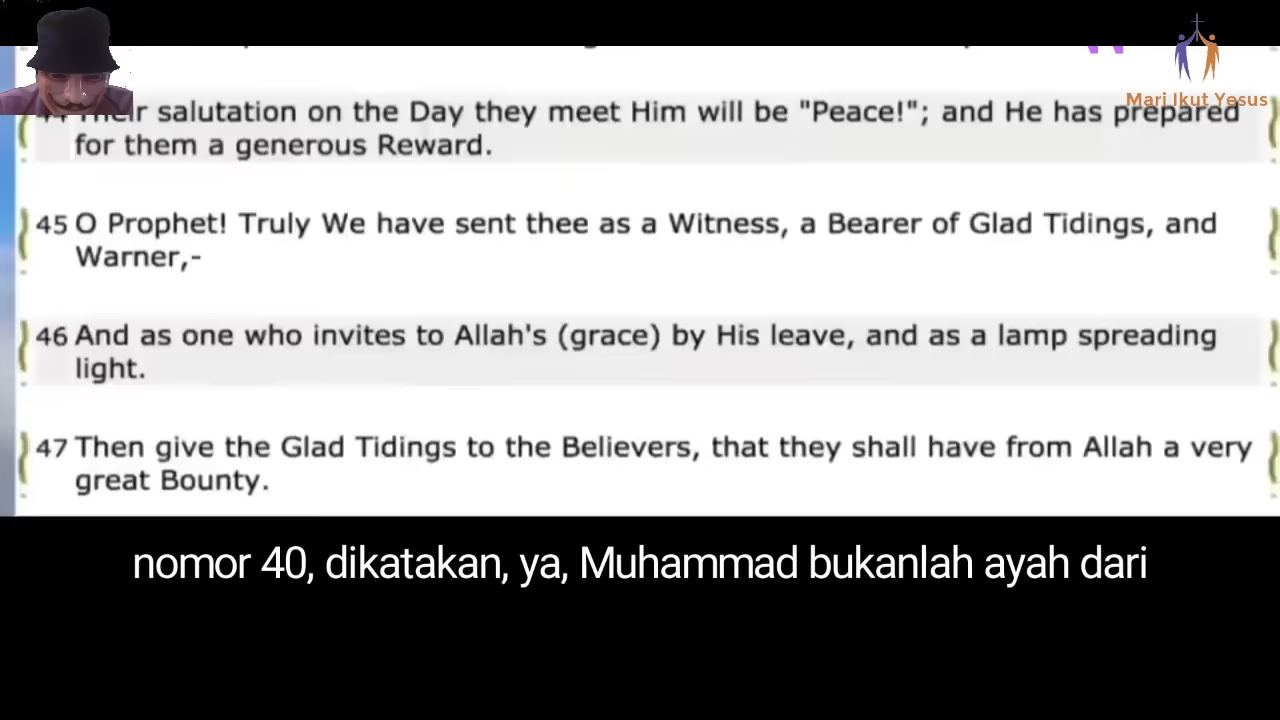 Mari Ikut Yesus
salutation on the Day they meet Him will be "Peace!"; and He has prepared
for them a generous Reward.
45 O Prophet! Truly We have sent thee as a Witness, a Bearer of Glad Tidings, and
Warner,-
46 And as one who invites to Allah's (grace) by His leave, and as a lamp spreading
light.
47 Then give the Glad Tidings to the Believers, that they shall have from Allah a very
great Bounty.
nomor 40, dikatakan, ya, Muhammad bukanlah ayah dari